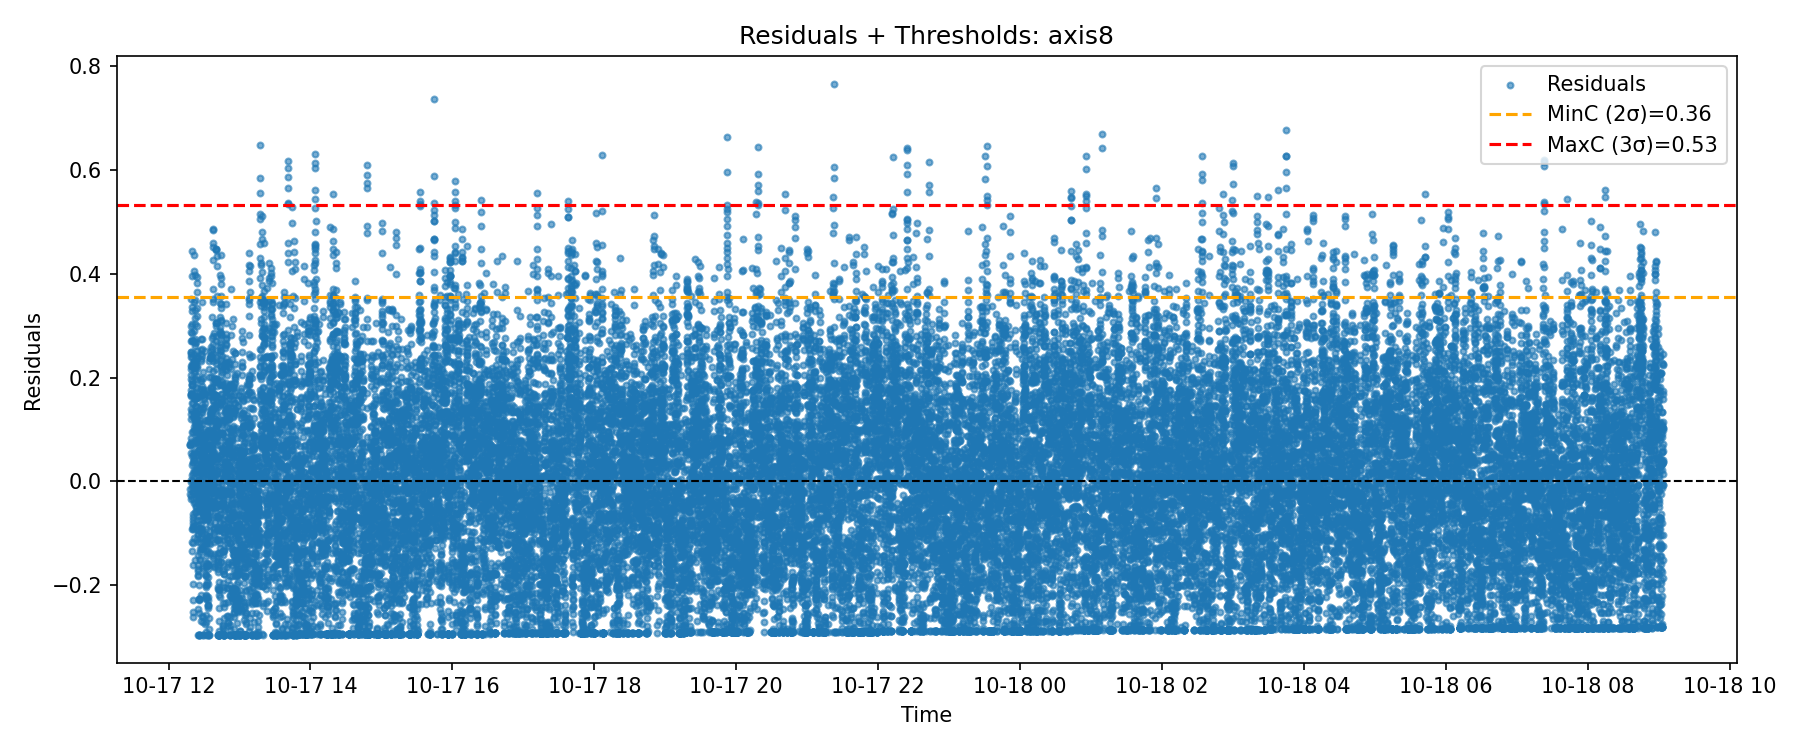 Residuals + Thresholds: axis8
Residuals
MinC (2σ)=0.36
MaxC (3σ)=0.53
0.8
0.6
0.4
0.2
0.0
−0.2
Residuals
10-17 12 10-17 14 10-17 16 10-17 18 10-17 20 10-17 22 10-18 00 10-18 02 10-18 04 10-18 06 10-18 08 10-18 10
Time